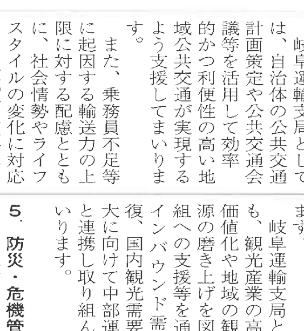 岐阜運輸支局として
は、自治体の公共交通
計画策定や公共交通会
議等を活用して効率
的かつ利便性の高い地
域公共交通が実現する
よう支援してまいりま
す。
また、乗務員不足等
に起因する輸送力の上
限に対する配慮ととも
に、社会情勢やライフ
スタイルの変化に対応
ます。
岐阜運輸支局と
も、観光産業の高
価値化や地域の観
源の磨き上げを図
組への支援等を通
インバウンド需
復、国内観光需要
大に向けて中部運
と連携し取り組ん
いります。
5．防災・危機管